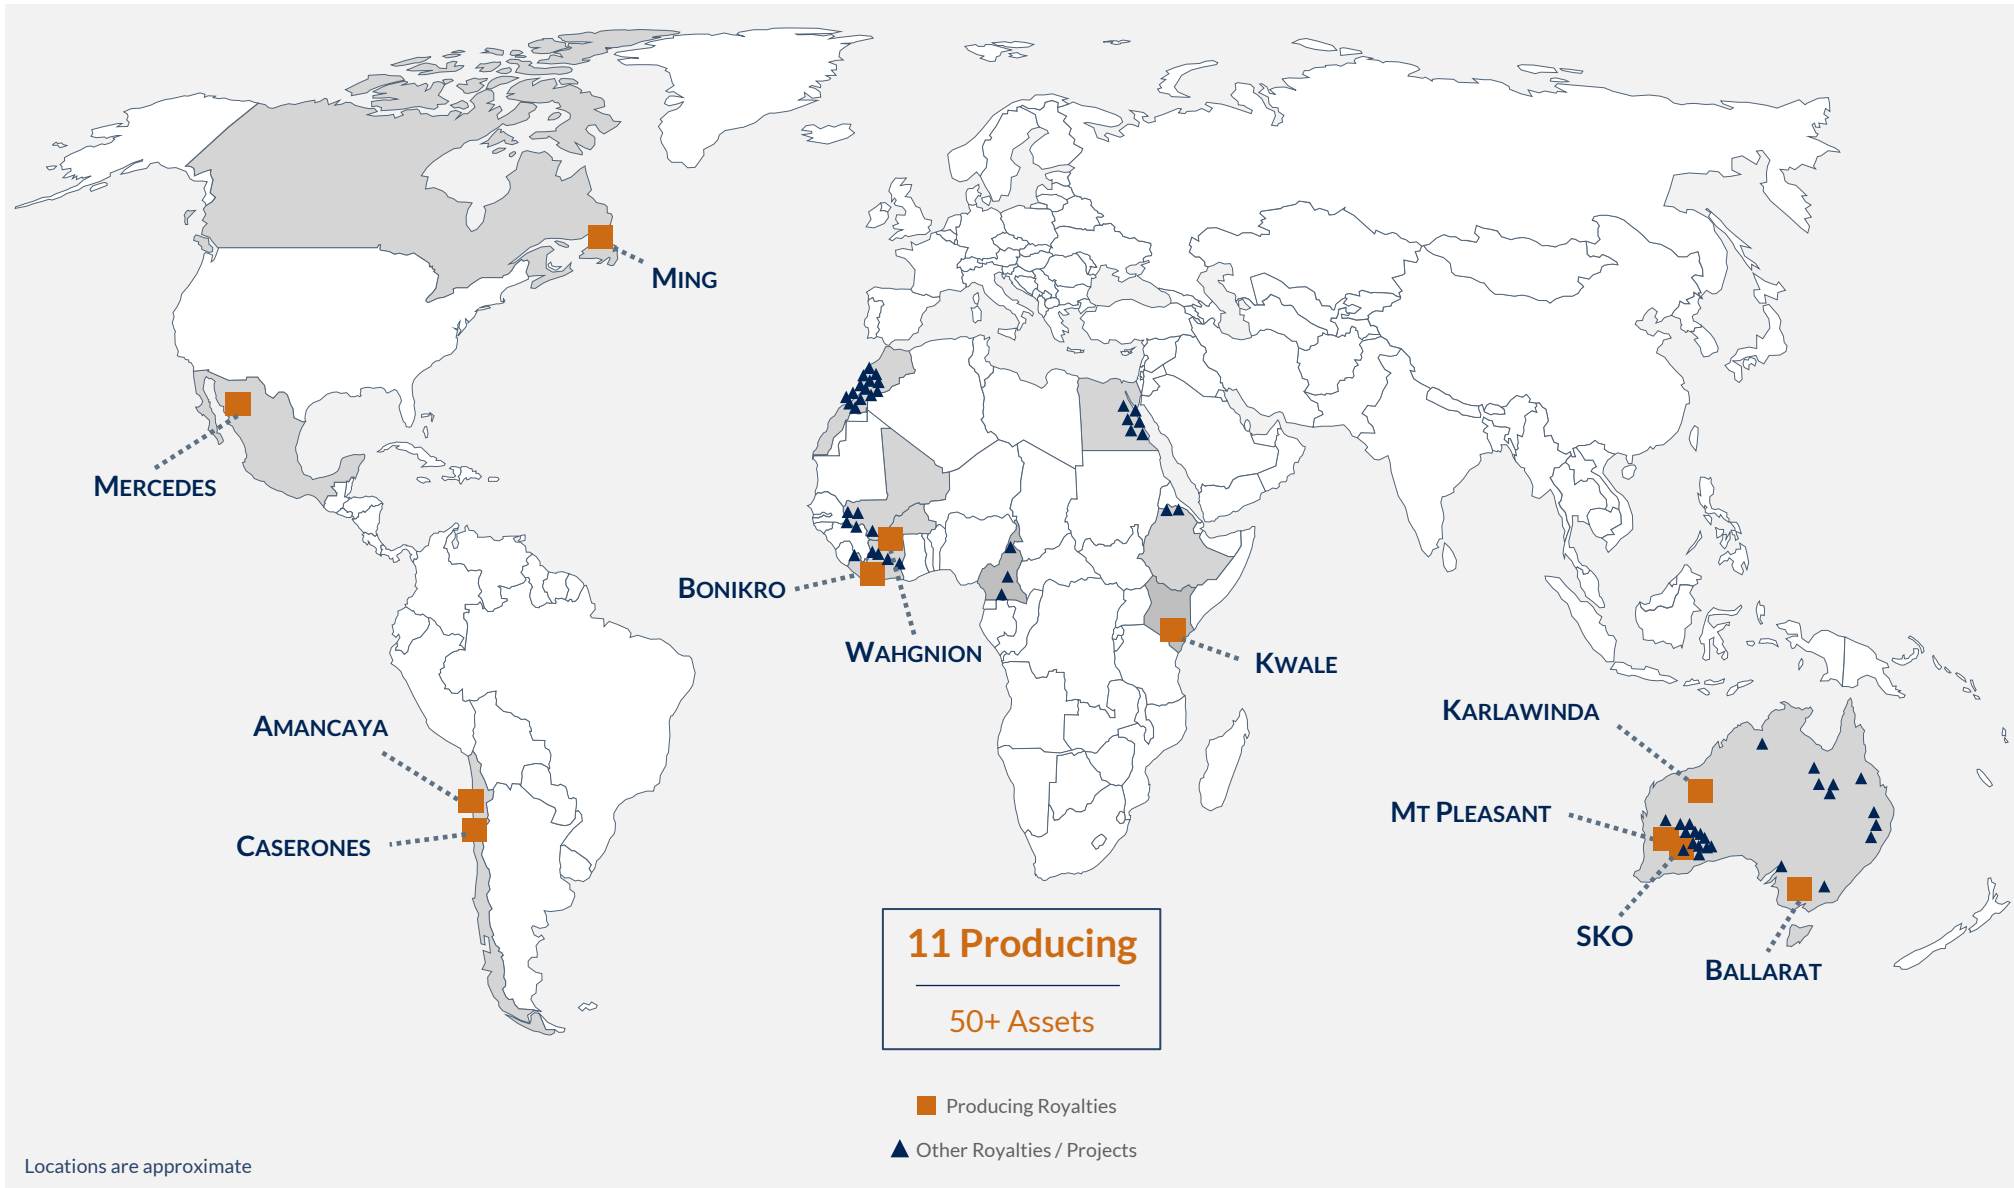 MING
MERCEDES
BONIKRO
WAHGNION
KWALE
AMANCAYA
CASERONES
KARLAWINDA
MT PLEASANT
SKO
BALLARAT
11 Producing
50+ Assets
Producing Royalties
Other Royalties / Projects
Locations are approximate